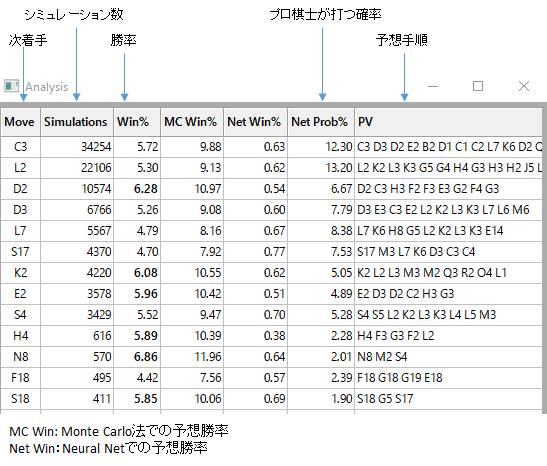 シミュレーション数 プロ棋士が打つ確率
次着手 勝率 予想手順
Analysis
Move Simulations Win% MC Win% Net Win% Net Prob% PV
C3 34254 5.72 9.88 0.63 12.30 C3 D3 D2 E2 B2 D1 C1 C2 L7 K6 D2
L2 22106 5.30 9.13 0.62 13.20 L2 K2 L3 K3 G5 G4 H4 G3 H3 H2 J5
D2 10574 6.28 10.97 0.54 6.67 D2 C3 H3 F2 F3 E3 G2 F4 G3
D3 6766 5.26 9.08 0.60 7.79 D3 E3 C3 E2 L2 K2 L3 K3 L7 L6 M6
L7 5567 4.79 8.16 0.67 8.38 L7 K6 H8 G5 L2 K2 L3 K3 E14
S17 4370 4.70 7.92 0.77 7.53 S17 M3 L7 K6 D3 C3 C4
K2 4220 6.08 10.55 0.62 5.05 K2 L2 L3 M3 M2 Q3 R2 O4 L1
E2 3578 5.96 10.42 0.51 4.89 E2 D3 D2 C2 H3 G3
S4 3429 5.52 9.47 0.70 5.28 S4 S5 L2 K2 L3 K3 L4 L5 M3
H4 616 5.89 10.39 0.38 2.28 H4 F3 G3 F2 L2
N8 570 6.86 11.96 0.64 2.01 N8 M2 S4
F18 495 4.42 7.56 0.57 2.39 F18 G18 G19 E18
S18 411 5.85 10.06 0.69 1.90 S18 G5 S17
MC Win: Monte Carlo法での予想勝率
Net Win：Neural Netでの予想勝率